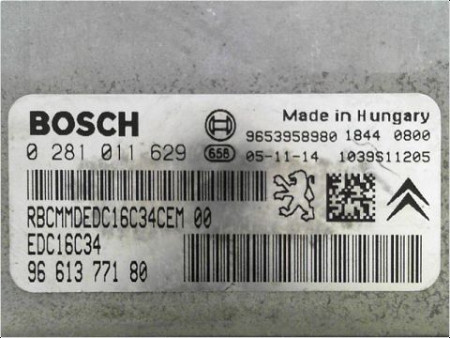 BOSCH
Made in Hungary
9653958980 1844 0800
0 281 011 629 658 05-11-14 1039S11205
RBCMMDEDC16C34CEM 00
EDC16C34
96 613 771 80